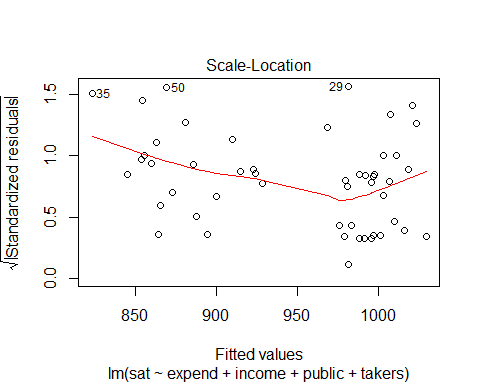 Scale-Location
√|Standardized residuals|
1.5
1.0
0.5
0.0
35
50
29
850 900 950 1000
Fitted values
lm(sat ~ expend + income + public + takers)